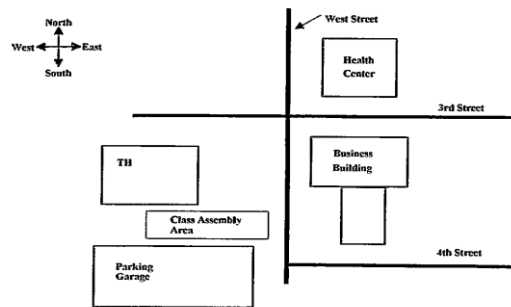 North
West Street
West East
South
Health
Center
3rd Street
TH
Business
Building
Class Assembly
Area
4th Street
Parking
Garage